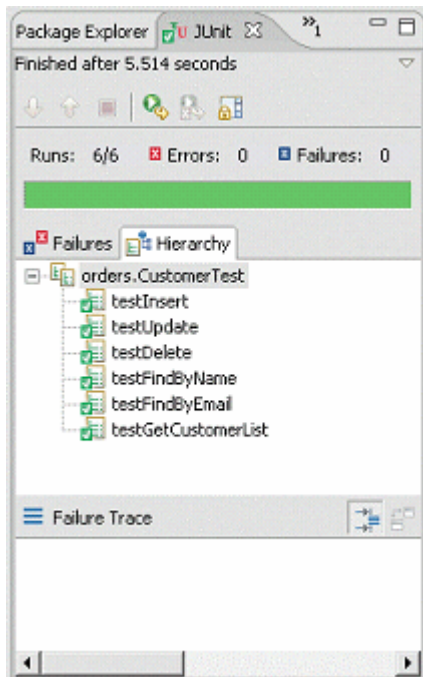 Package Explorer JU JUnit »1
Finished after 5.514 seconds
Runs: 6/6 Errors: 0 Failures: 0
Failures Hierarchy
orders.CustomerTest
testInsert
testUpdate
testDelete
testFindByName
testFindByEmail
testGetCustomerList
Failure Trace